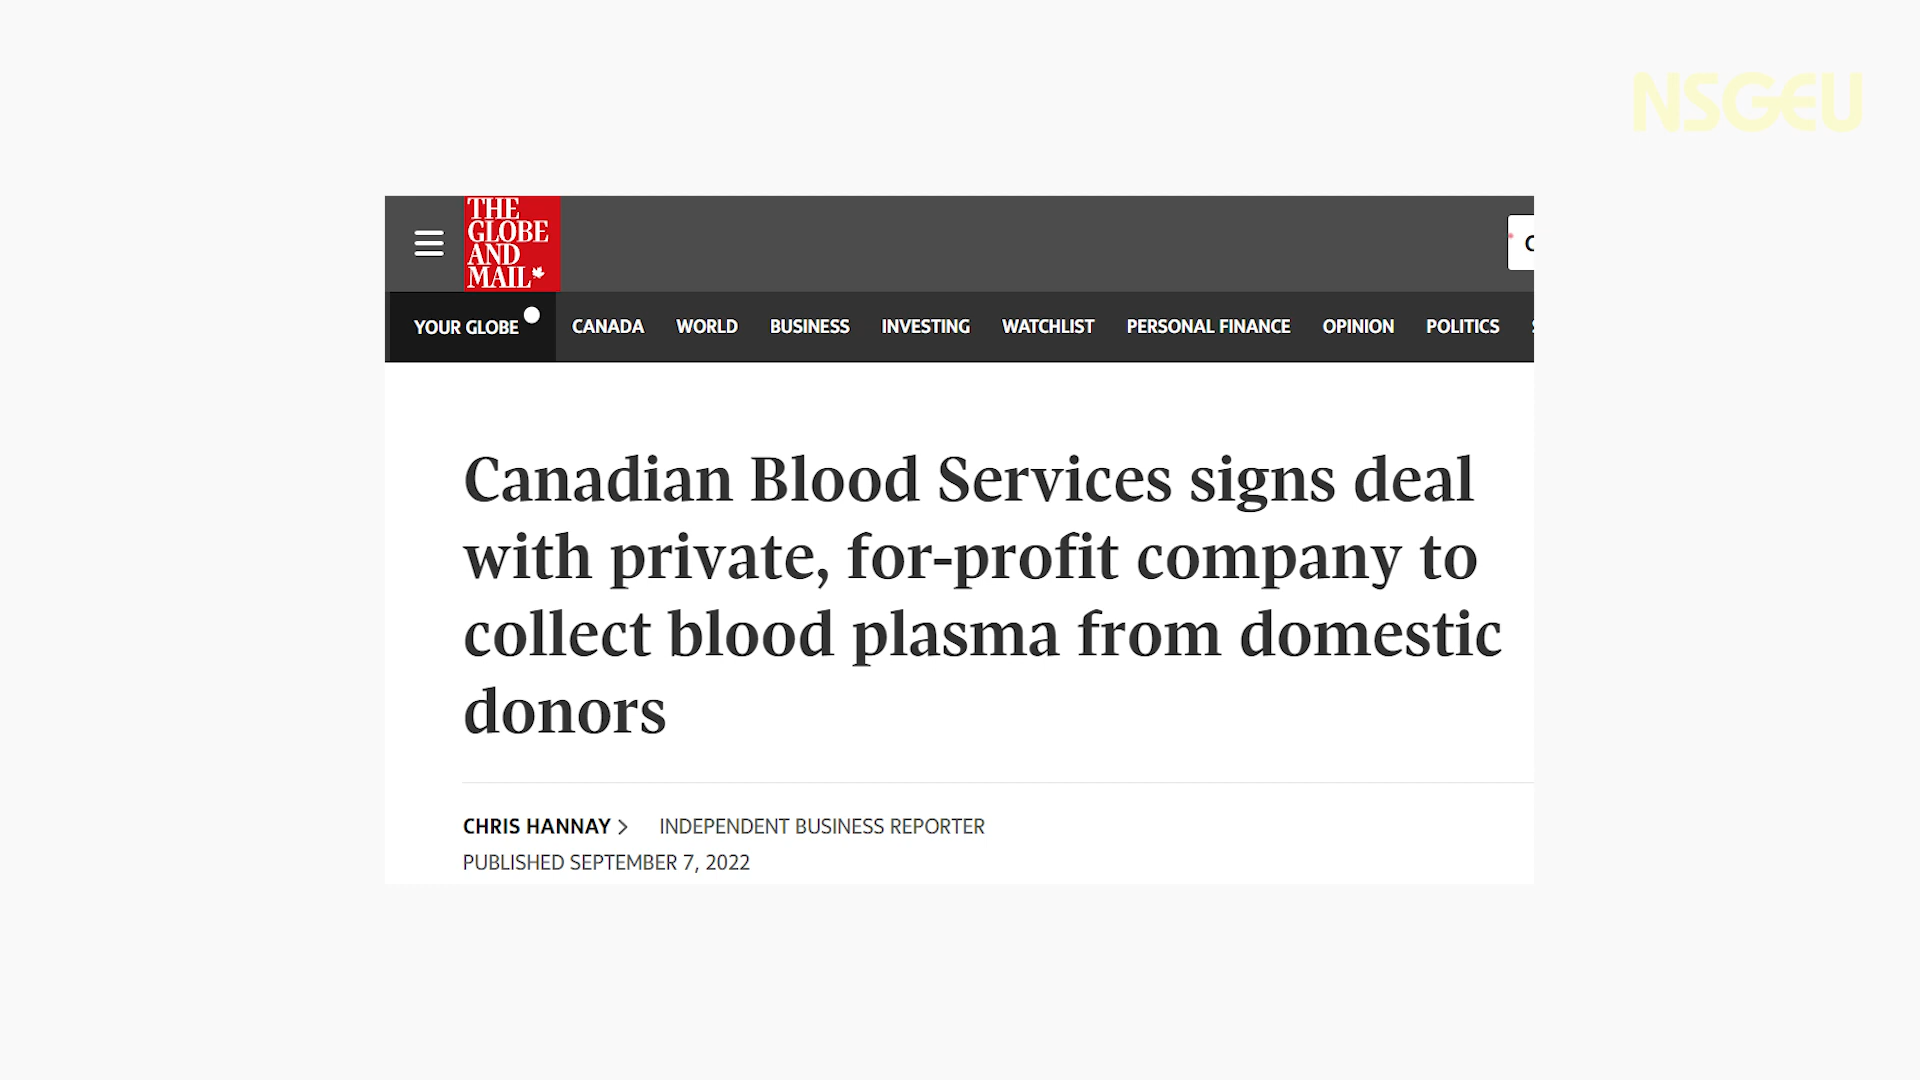 NSGEU
THE
GLOBE
AND
MAIL
YOUR GLOBE CANADA WORLD BUSINESS INVESTING WATCHLIST PERSONAL FINANCE OPINION POLITICS
Canadian Blood Services signs deal
with private, for-profit company to
collect blood plasma from domestic
donors
CHRIS HANNAY > INDEPENDENT BUSINESS REPORTER
PUBLISHED SEPTEMBER 7, 2022